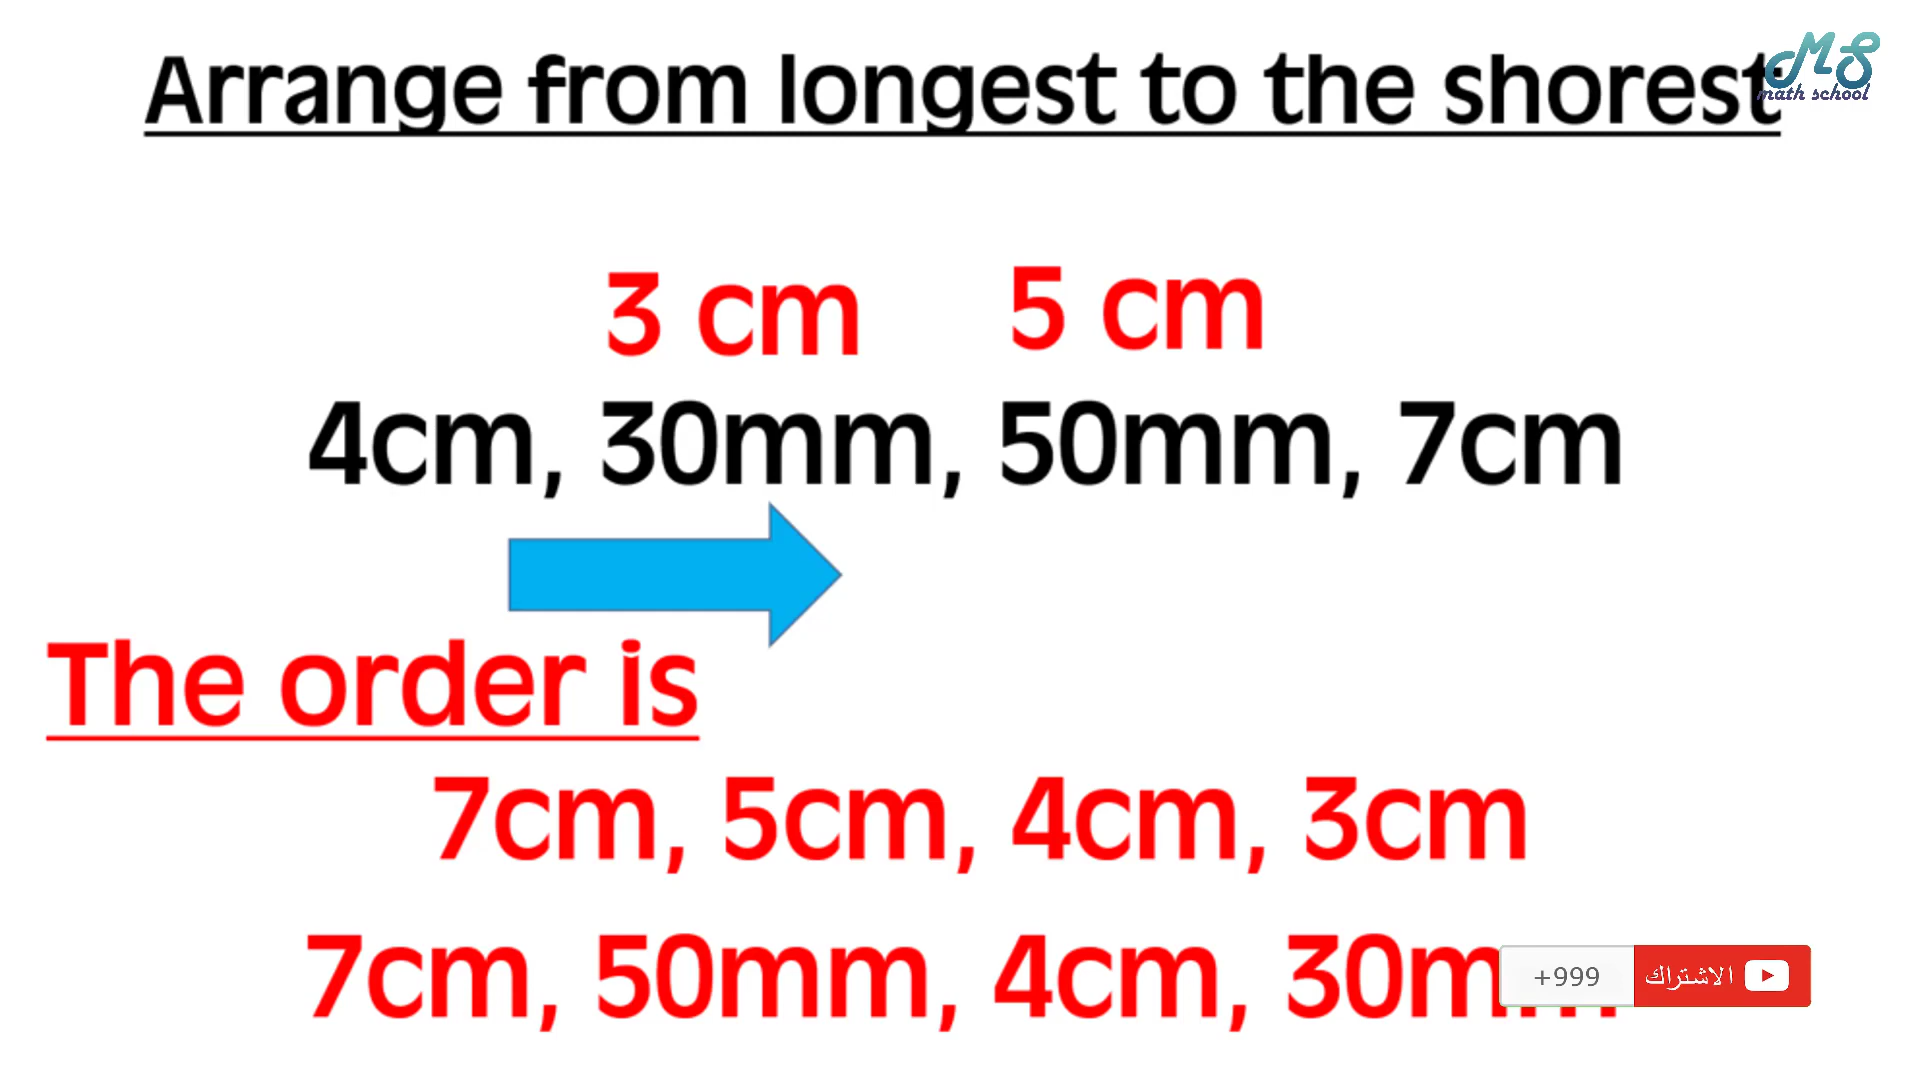 Arrange from longest to the shorest
MS
math school
3 cm 5 cm
4cm, 30mm, 50mm, 7cm
The order is
7cm, 5cm, 4cm, 3cm
7cm, 50mm, 4cm, 30mm
+999 الاشتراك